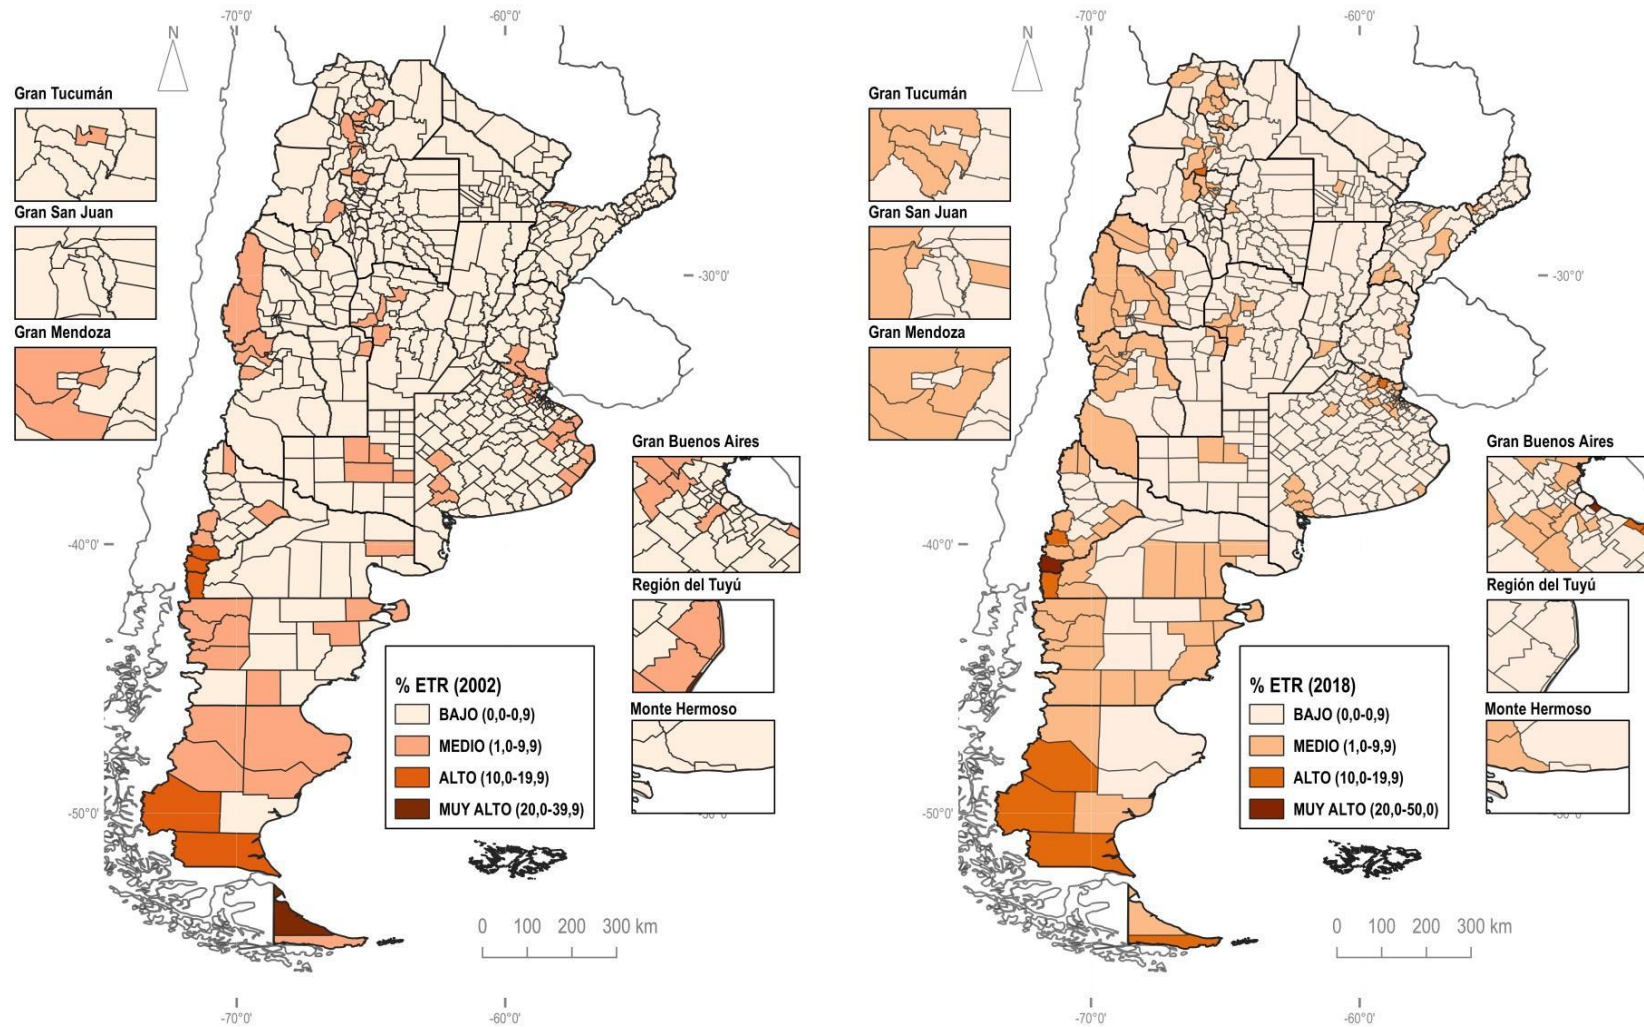 -70°0'
-60°0'
N
Gran Tucumán
Gran San Juan
-30°0'
Gran Mendoza
Gran Buenos Aires
-40°0'
Región del Tuyú
% ETR (2002)
BAJO (0,0-0,9)
MEDIO (1,0-9,9)
ALTO (10,0-19,9)
MUY ALTO (20,0-39,9)
Monte Hermoso
-50°0'
0 100 200 300 km
-70°0'
-60°0'
-70°0'
-60°0'
N
Gran Tucumán
Gran San Juan
-30°0'
Gran Mendoza
Gran Buenos Aires
-40°0'
Región del Tuyú
% ETR (2018)
BAJO (0,0-0,9)
MEDIO (1,0-9,9)
ALTO (10,0-19,9)
MUY ALTO (20,0-50,0)
Monte Hermoso
-50°0'
0 100 200 300 km
-70°0'
-60°0'